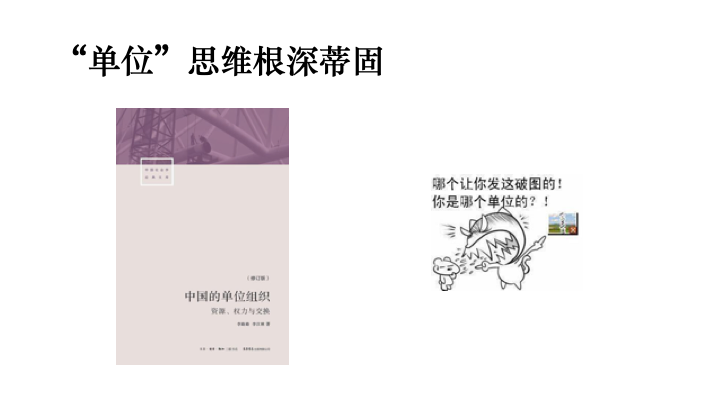 “单位”思维根深蒂固
（修订版）
中国的单位组织
资源、权力与交换
哪个让你发这破图的！
你是哪个单位的？！